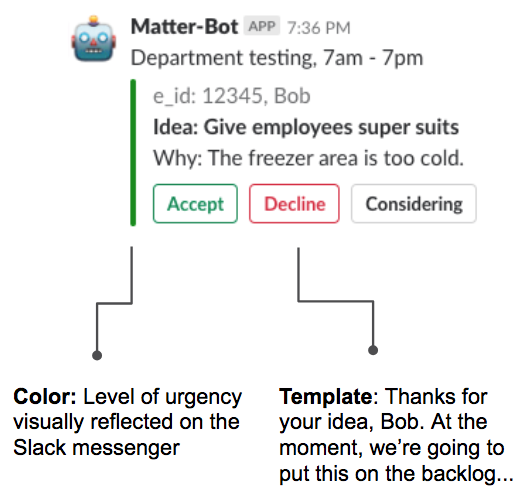 Matter-Bot APP 7:36 PM
Department testing, 7am - 7pm
e_id: 12345, Bob
Idea: Give employees super suits
Why: The freezer area is too cold.
Accept Decline Considering
Color: Level of urgency
visually reflected on the
Slack messenger
Template: Thanks for
your idea, Bob. At the
moment, we’re going to
put this on the backlog...